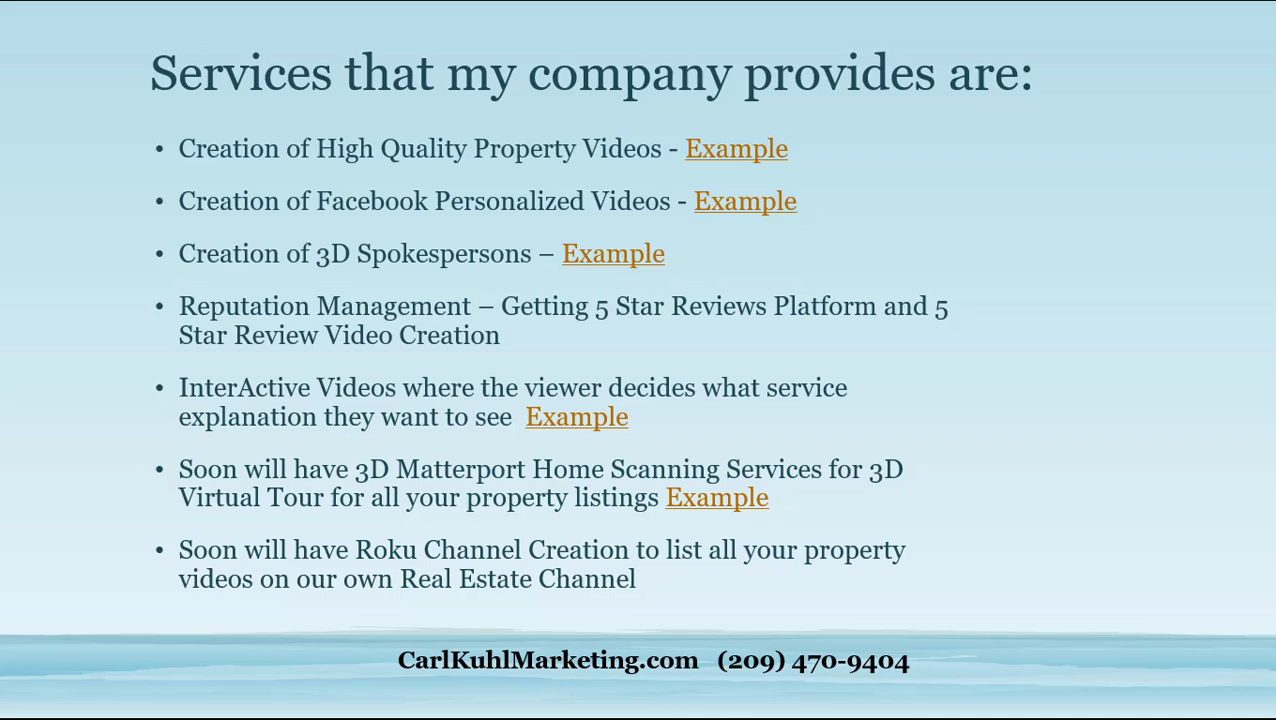 Services that my company provides are:
• Creation of High Quality Property Videos - Example
• Creation of Facebook Personalized Videos - Example
• Creation of 3D Spokespersons – Example
• Reputation Management – Getting 5 Star Reviews Platform and 5
Star Review Video Creation
• InterActive Videos where the viewer decides what service
explanation they want to see  Example
• Soon will have 3D Matterport Home Scanning Services for 3D
Virtual Tour for all your property listings Example
• Soon will have Roku Channel Creation to list all your property
videos on our own Real Estate Channel
CarlKuhlMarketing.com   (209) 470-9404